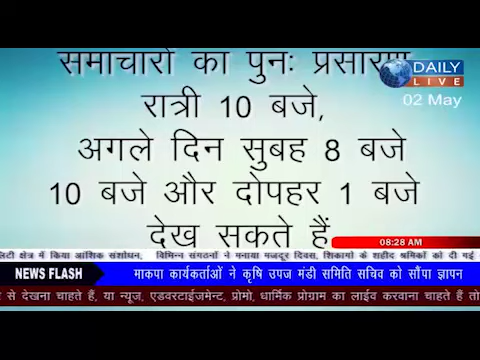 समाचारों का पुनः प्रसारण
रात्री 10 बजे,
अगले दिन सुबह 8 बजे
10 बजे और दोपहर 1 बजे
देख सकते हैं
DAILY
LIVE
02 May
08:28 AM
लिटी क्षेत्र में किया आंशिक संशोधन, विभिन्न संगठनों ने मनाया मजदूर दिवस, शिकागों के शहीद श्रमिकों को दी गई
NEWS FLASH
माकपा कार्यकर्ताओं ने कृषि उपज मंडी समिति सचिव को सौंपा ज्ञापन
र से देखना चाहते हैं, या न्यूज, एडवरटाईजमेन्ट, प्रोमो, धार्मिक प्रोग्राम का लाईव करवाना चाहते हैं तो